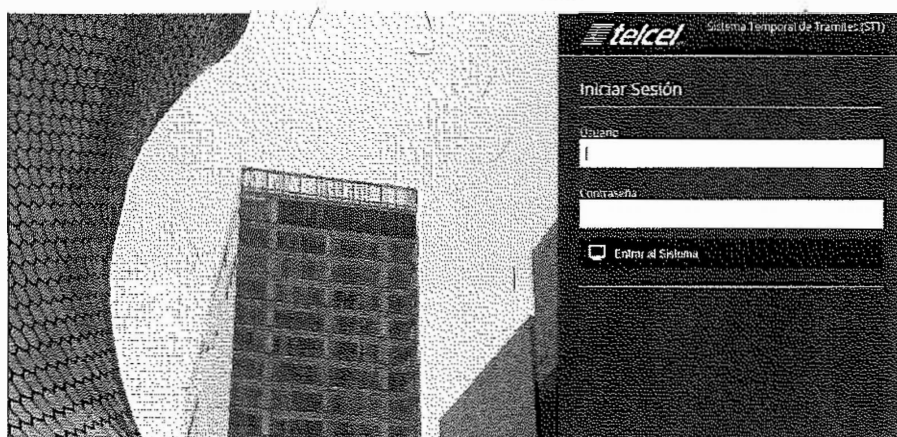 telcel
Sistema Temporal de Tramites (STT)
Iniciar Sesión
Usuario
Contraseña
Entrar al Sistema